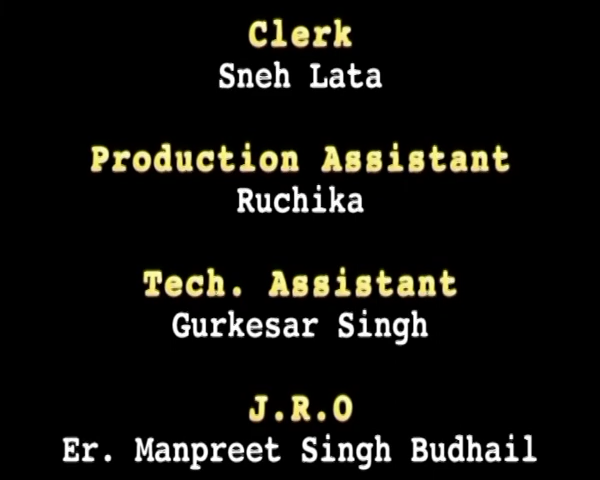 Clerk
Sneh Lata
Production Assistant
Ruchika
Tech. Assistant
Gurkesar Singh
J.R.O
Er. Manpreet Singh Budhail